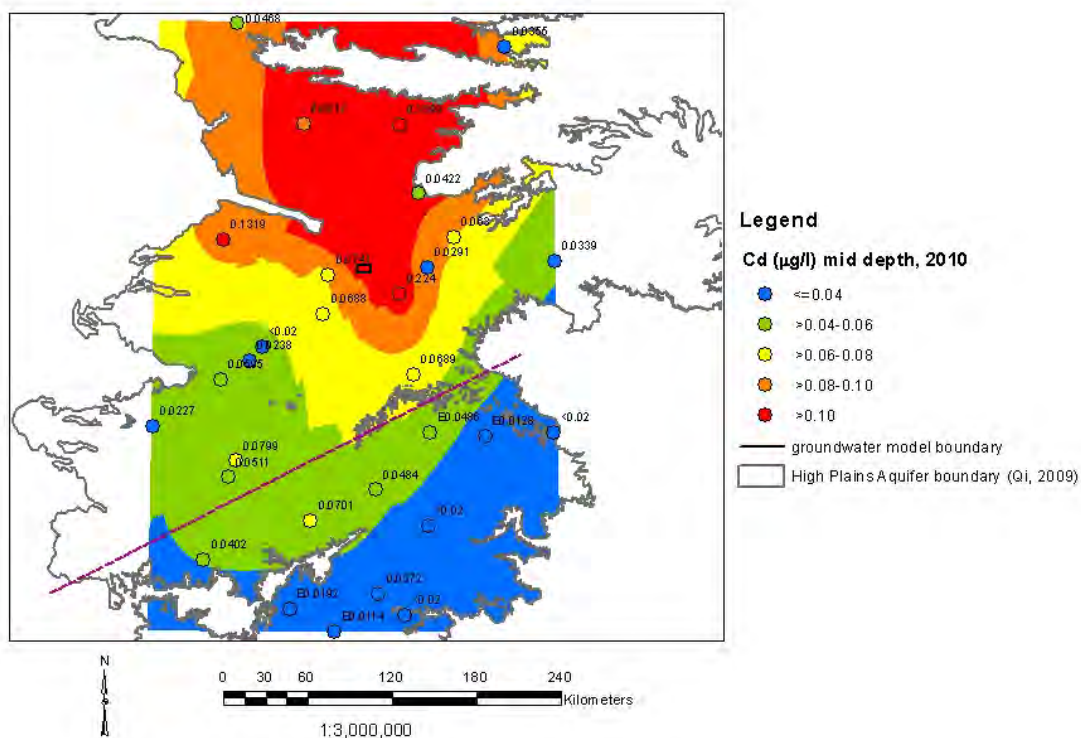 0.0468
0.0355
0.0422
0.068
0.1319
0.0291
0.0339
0.224
0.0688
<0.02
0.0689
0.0227
E0.0486
E0.0128
<0.02
0.0799
0.0511
0.0484
0.0701
<0.02
0.0402
0.0372
E0.0192
<0.02
E0.0114
Legend
Cd (µg/l) mid depth, 2010
<=0.04
>0.04-0.06
>0.06-0.08
>0.08-0.10
>0.10
groundwater model boundary
High Plains Aquifer boundary (Qi, 2009)
N
0 30 60 120 180 240
Kilometers
1:3,000,000